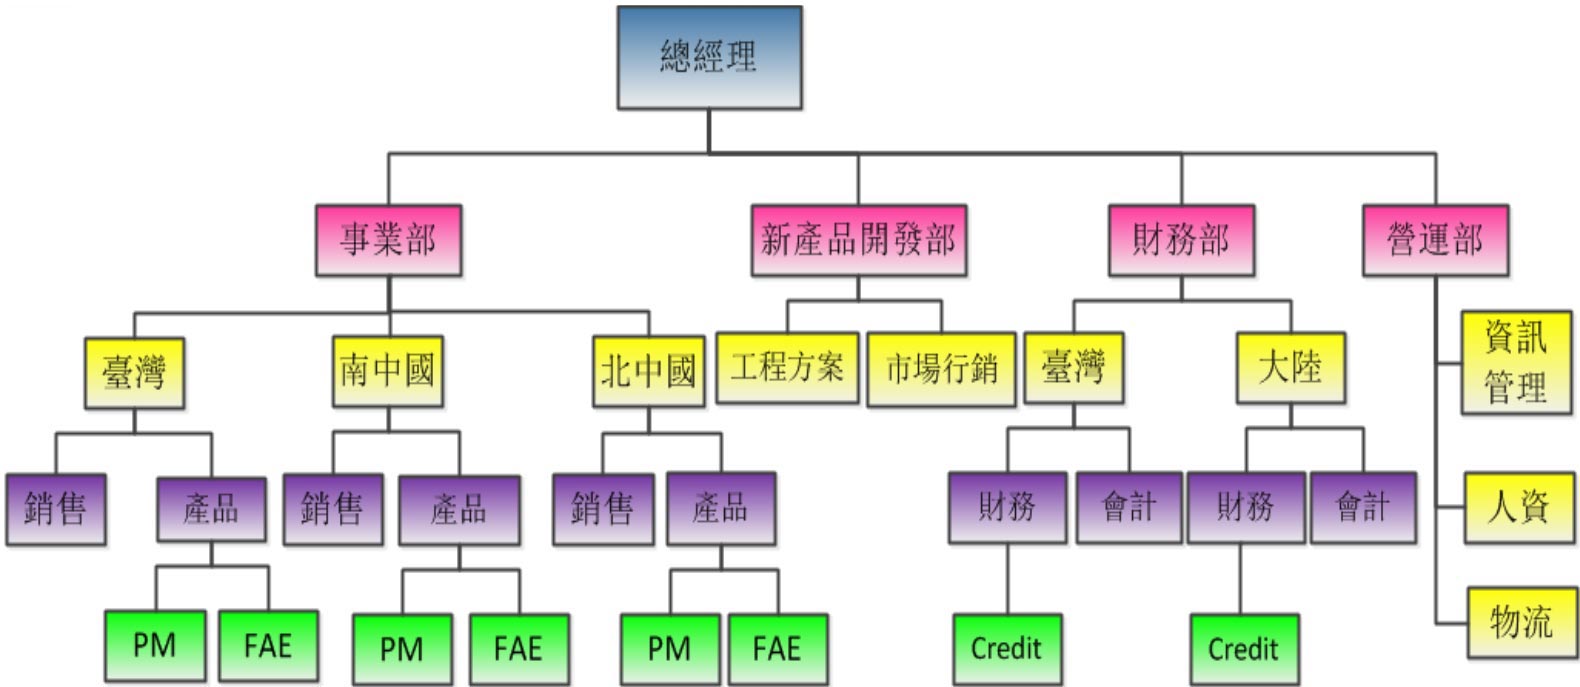 總經理
事業部
新產品開發部
財務部
營運部
臺灣
南中國
北中國
工程方案
市場行銷
臺灣
大陸
資訊
管理
銷售
產品
銷售
產品
銷售
產品
財務
會計
財務
會計
人資
PM
FAE
PM
FAE
PM
FAE
Credit
Credit
物流